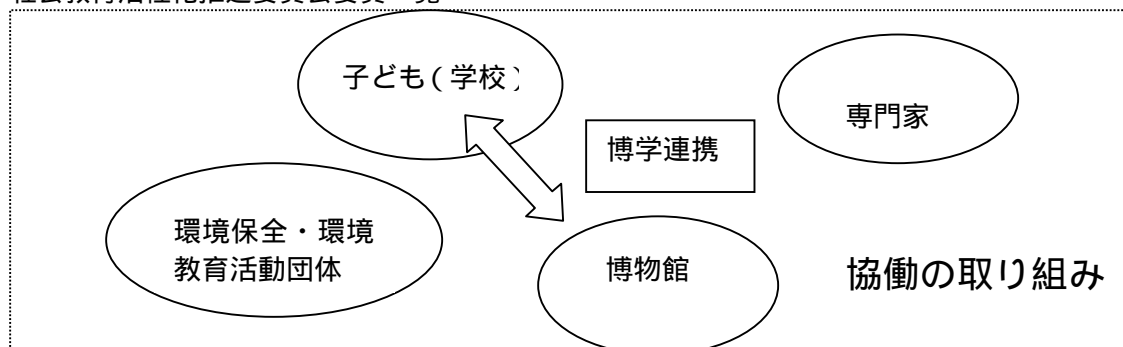 子ども(学校)
専門家
博学連携
環境保全・環境
教育活動団体
博物館
協働の取り組み